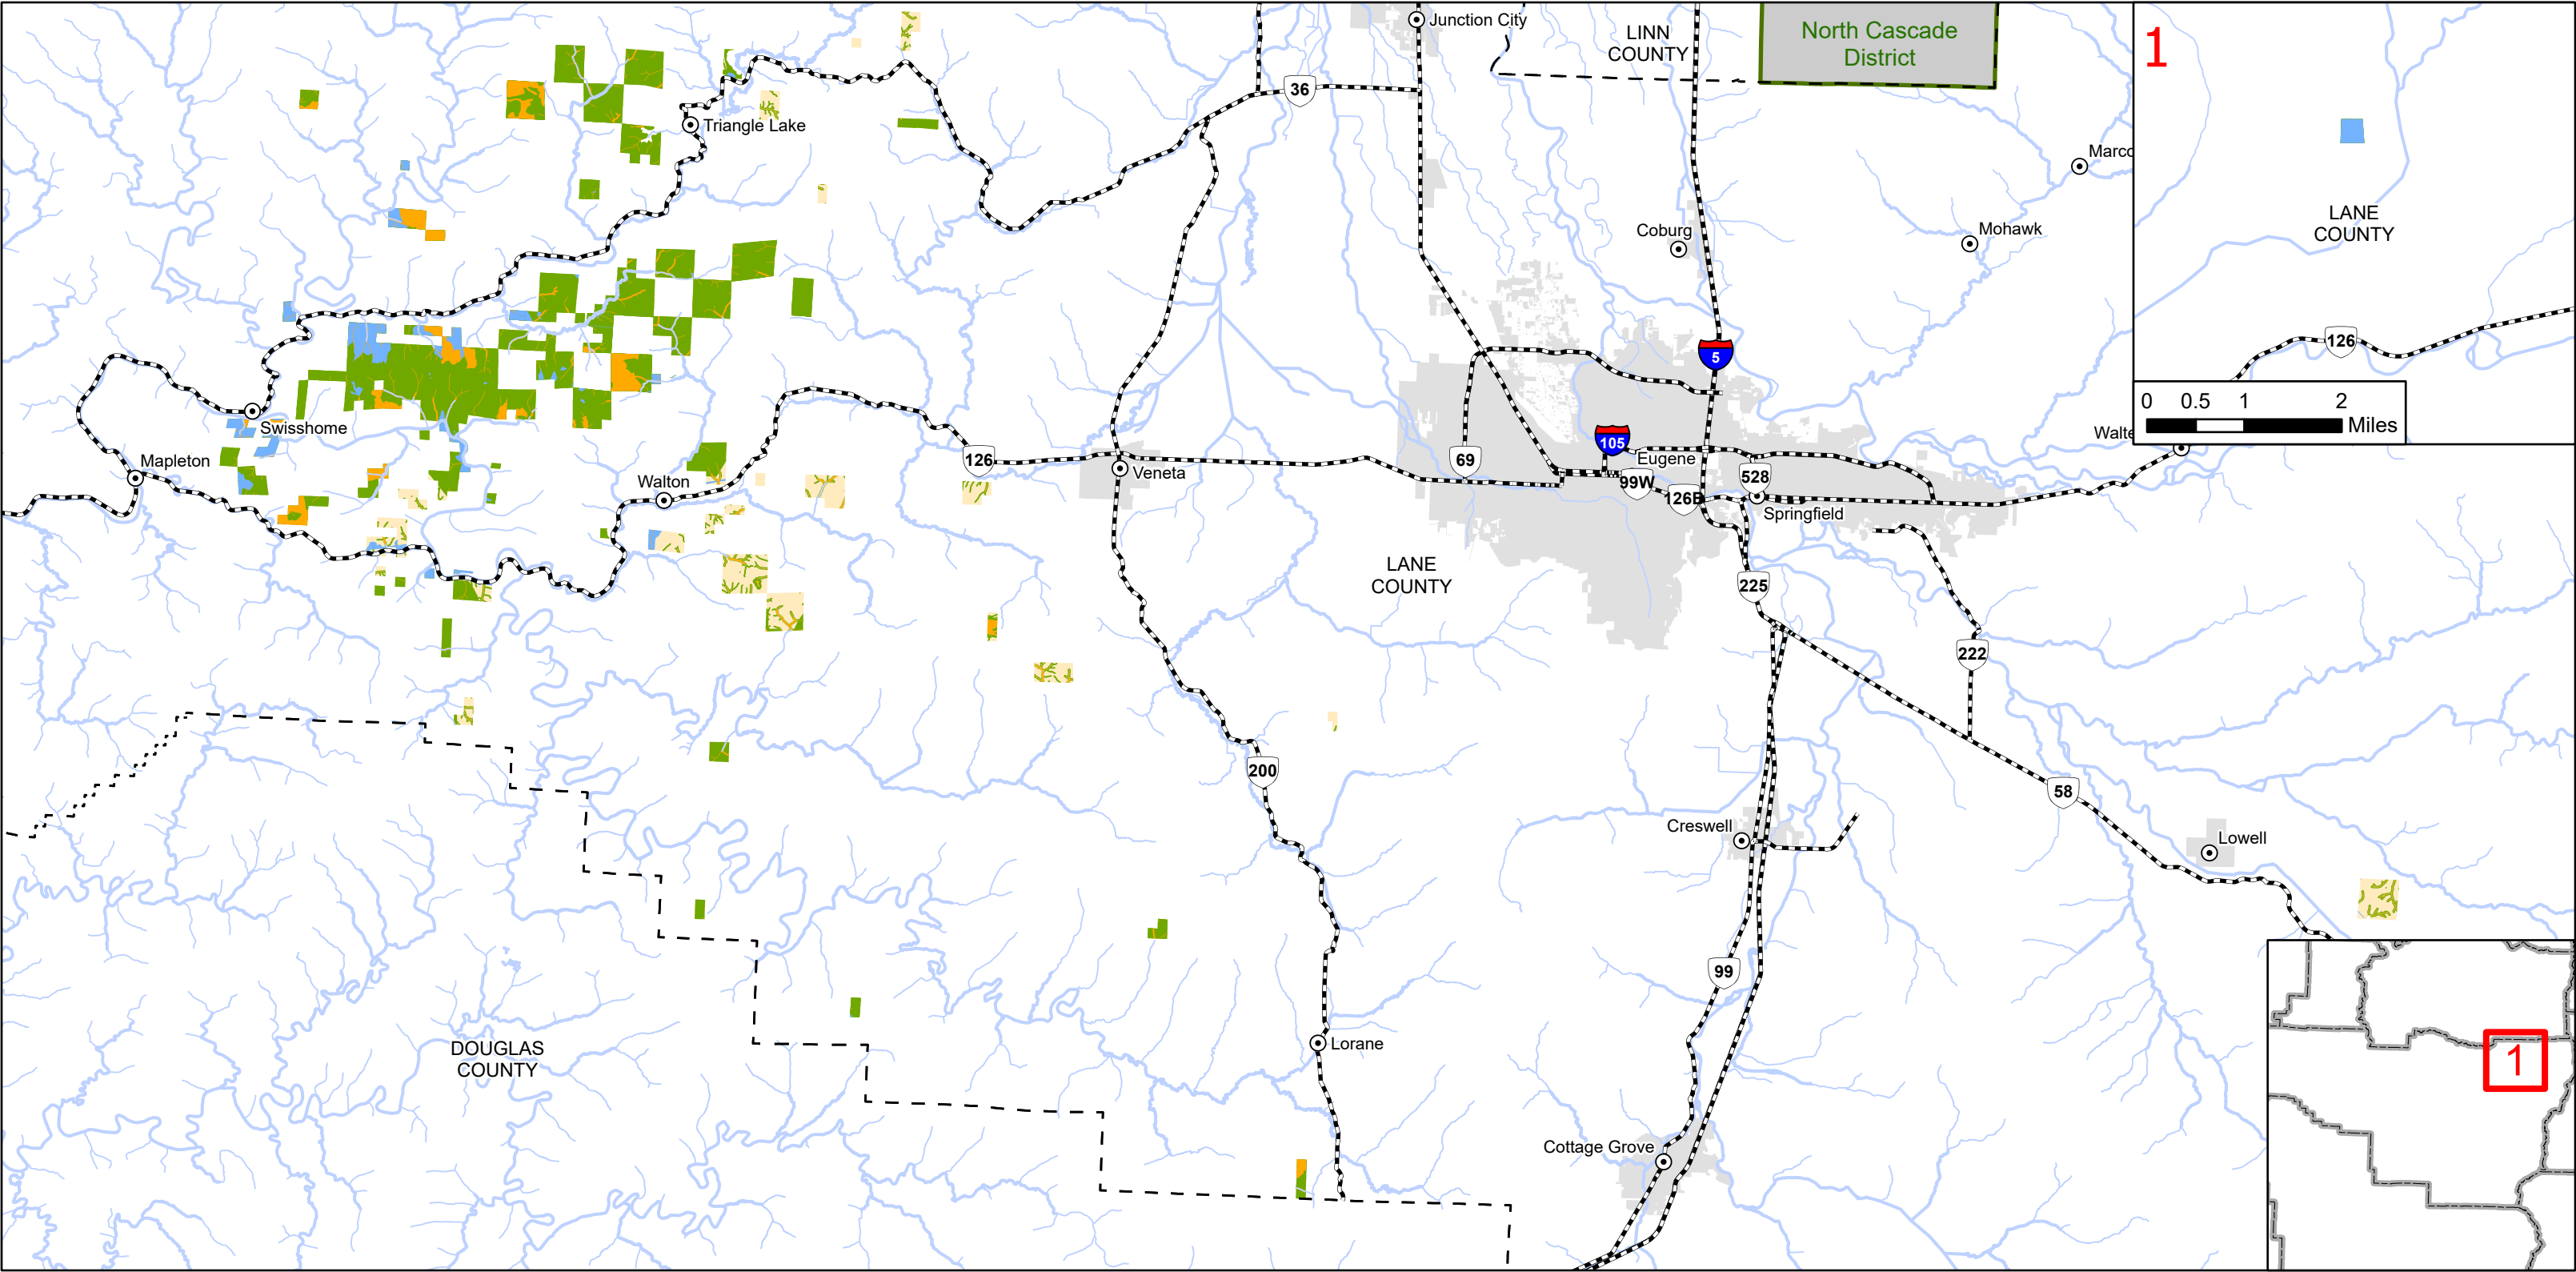 Junction City
LINN
COUNTY
North Cascade
District
1
36
Triangle Lake
Marco
LANE
COUNTY
Coburg
Mohawk
126
5
0 0.5 1 2
Miles
Swisshome
Mapleton
Walton
126
Veneta
69
105
Eugene
99W
126B
528
Springfield
Walte
LANE
COUNTY
225
222
200
58
Creswell
Lowell
99
DOUGLAS
COUNTY
Lorane
1
Cottage Grove